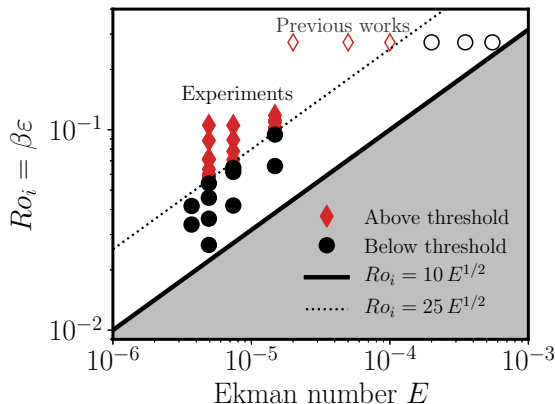 Previous works
Experiments
Above threshold
Below threshold
Ro_i = 10 E^{1/2}
Ro_i = 25 E^{1/2}
Ro_i = βε
10^{-1}
10^{-2}
10^{-6}
10^{-5}
10^{-4}
10^{-3}
Ekman number E